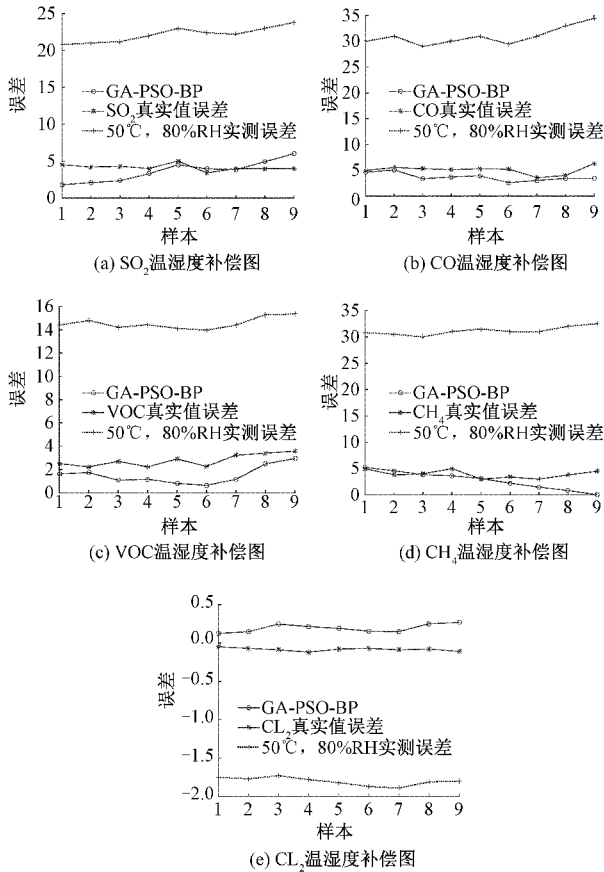 25
20
15
10
5
0
误差
GA-PSO-BP
SO2真实值误差
50℃，80%RH实测误差
1 2 3 4 5 6 7 8 9
样本
(a) SO2温湿度补偿图
35
30
25
20
15
10
5
0
误差
GA-PSO-BP
CO真实值误差
50℃，80%RH实测误差
1 2 3 4 5 6 7 8 9
样本
(b) CO温湿度补偿图
16
14
12
10
8
6
4
2
0
误差
GA-PSO-BP
VOC真实值误差
50℃，80%RH实测误差
1 2 3 4 5 6 7 8 9
样本
(c) VOC温湿度补偿图
35
30
25
20
15
10
5
0
误差
GA-PSO-BP
CH4真实值误差
50℃，80%RH实测误差
1 2 3 4 5 6 7 8 9
样本
(d) CH4温湿度补偿图
0.5
0.0
−0.5
−1.0
−1.5
−2.0
误差
GA-PSO-BP
CL2真实值误差
50℃，80%RH实测误差
1 2 3 4 5 6 7 8 9
样本
(e) CL2温湿度补偿图